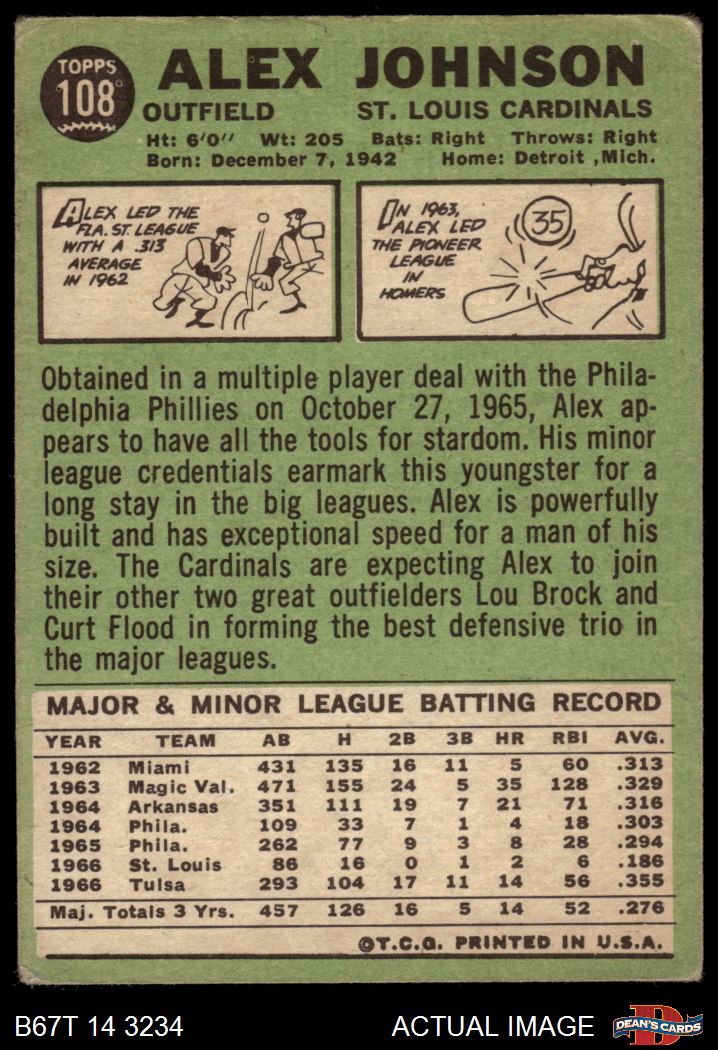 TOPPS
108
ALEX JOHNSON
OUTFIELD ST. LOUIS CARDINALS
Ht: 6'0'' Wt: 205 Bats: Right Throws: Right
Born: December 7, 1942 Home: Detroit ,Mich.
ALEX LED THE
FLA. ST. LEAGUE
WITH A .313
AVERAGE
IN 1962
IN 1963,
ALEX LED
THE PIONEER
LEAGUE
IN
HOMERS
35
Obtained in a multiple player deal with the Phila-
delphia Phillies on October 27, 1965, Alex ap-
pears to have all the tools for stardom. His minor
league credentials earmark this youngster for a
long stay in the big leagues. Alex is powerfully
built and has exceptional speed for a man of his
size. The Cardinals are expecting Alex to join
their other two great outfielders Lou Brock and
Curt Flood in forming the best defensive trio in
the major leagues.
MAJOR & MINOR LEAGUE BATTING RECORD
YEAR TEAM AB H 2B 3B HR RBI AVG.
1962 Miami 431 135 16 11 5 60 .313
1963 Magic Val. 471 155 24 5 35 128 .329
1964 Arkansas 351 111 19 7 21 71 .316
1964 Phila. 109 33 7 1 4 18 .303
1965 Phila. 262 77 9 3 8 28 .294
1966 St. Louis 86 16 0 1 2 6 .186
1966 Tulsa 293 104 17 11 14 56 .355
Maj. Totals 3 Yrs. 457 126 16 5 14 52 .276
©T.C.G. PRINTED IN U.S.A.
B67T 14 3234 ACTUAL IMAGE
D
DEAN'S CARDS